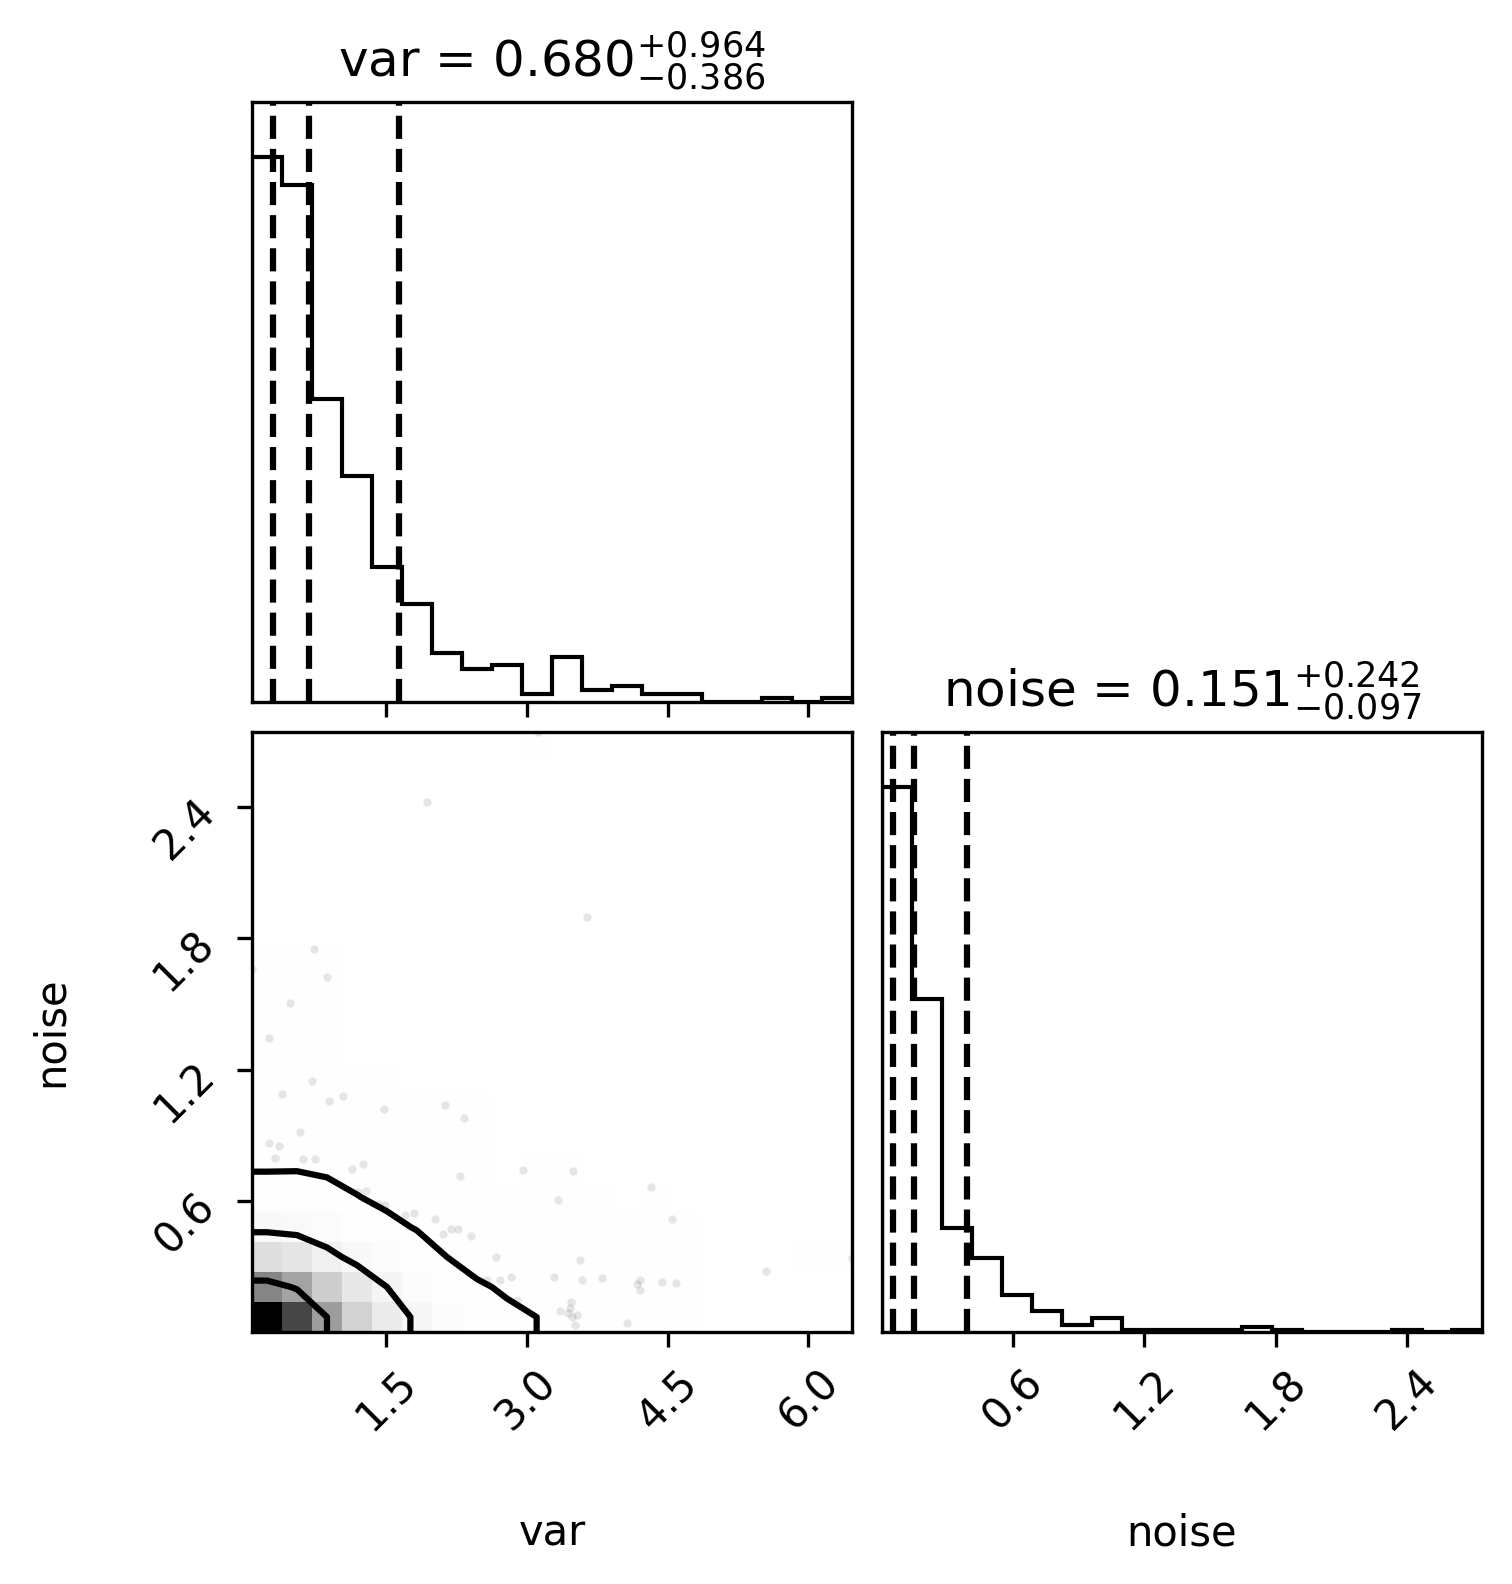 var = 0.680+0.964 −0.386
noise = 0.151+0.242 −0.097
2.4
1.8
1.2
0.6
noise
1.5 3.0 4.5 6.0
0.6 1.2 1.8 2.4
var
noise